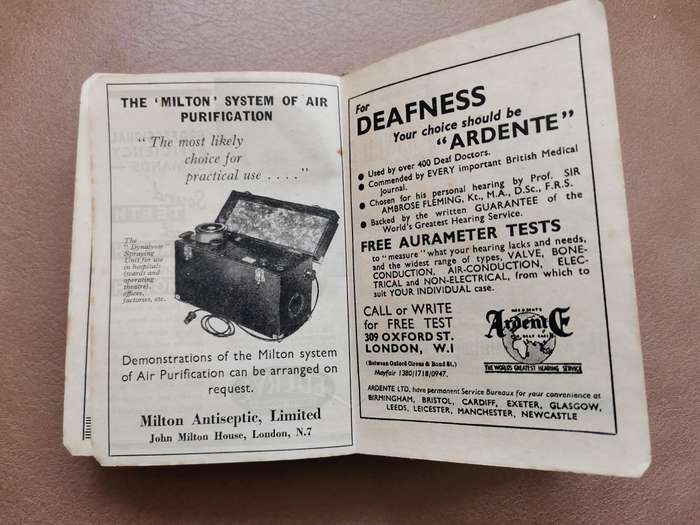 THE 'MILTON' SYSTEM OF AIR
PURIFICATION
"The most likely
choice for
practical use . . . ."
The
"Dynalysor"
Spraying
Unit for use
in hospitals
(wards and
operating
theatre),
offices,
factories, etc.
Demonstrations of the Milton system
of Air Purification can be arranged on
request.
Milton Antiseptic, Limited
John Milton House, London, N.7
For
DEAFNESS
Your choice should be
"ARDENTE"
● Used by over 400 Deaf Doctors.
● Commended by EVERY important British Medical
Journal.
● Chosen for his personal hearing by Prof. SIR
AMBROSE FLEMING, Kt., M.A., D.Sc., F.R.S.
● Backed by the written GUARANTEE of the
World's Greatest Hearing Service.
FREE AURAMETER TESTS
to "measure" what your hearing lacks and needs,
and the widest range of types, VALVE, BONE-
CONDUCTION, AIR-CONDUCTION, ELEC-
TRICAL and NON-ELECTRICAL, from which to
suit YOUR INDIVIDUAL case.
CALL or WRITE
for FREE TEST
309 OXFORD ST.
LONDON, W.1
(Between Oxford Circus & Bond St.)
Mayfair 1380/1718/0947.
ArdentE
THE WORLDS GREATEST HEARING SERVICE
ARDENTE LTD. have permanent Service Bureaux for your convenience at
BIRMINGHAM, BRISTOL, CARDIFF, EXETER, GLASGOW,
LEEDS, LEICESTER, MANCHESTER, NEWCASTLE